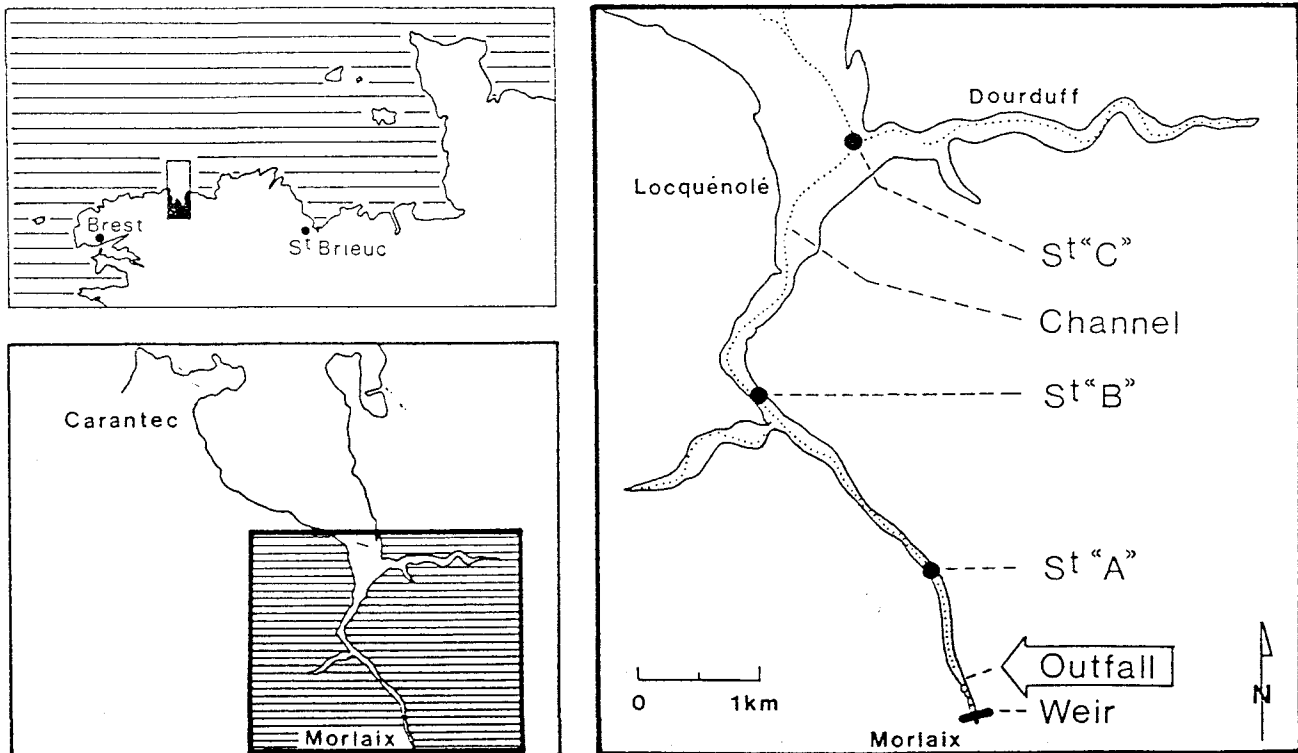 Brest
St Brieuc
Carantec
Morlaix
Dourduff
Locquénolé
St "C"
Channel
St "B"
St "A"
Outfall
0 1km
Weir
N
Morlaix